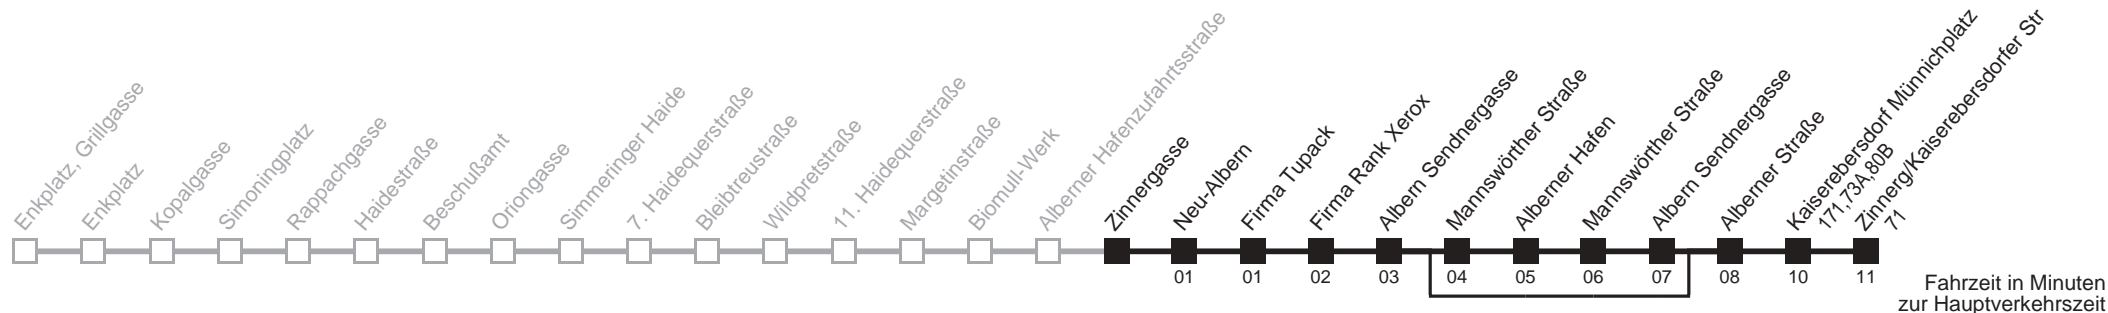 Enkplatz, Grillgasse
Enkplatz
Kopalgasse
Simoningplatz
Rappachgasse
Haidestraße
Beschußamt
Oriongasse
Simmeringer Haide
7. Haidequerstraße
Bleibtreustraße
Wildpretstraße
11. Haidequerstraße
Margetinstraße
Biomull-Werk
Alberner Hafenzufahrtsstraße
Zinnergasse
Neu-Albern
Firma Tupack
Firma Rank Xerox
Albern Sendnergasse
Mannswörther Straße
Alberner Hafen
Mannswörther Straße
Albern Sendnergasse
Alberner Straße
Kaiserebersdorf Münnichplatz
171,73A,80B
Zinnerg/Kaiserebersdorfer Str
71
01 01 02 03 04 05 06 07 08 10 11
Fahrzeit in Minuten
zur Hauptverkehrszeit